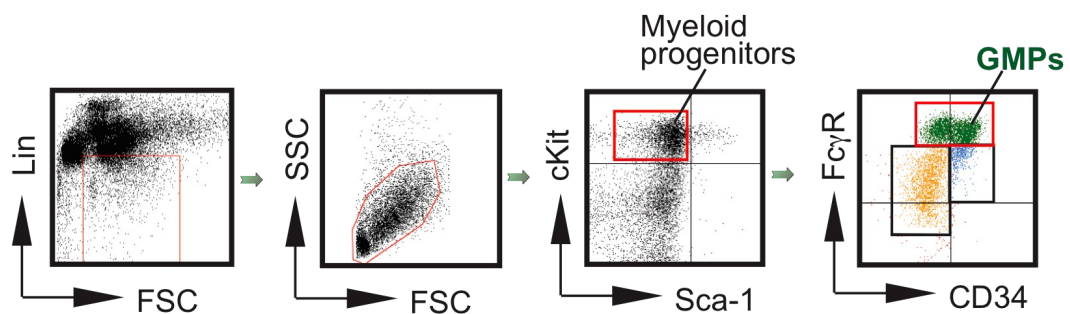 Myeloid
progenitors
GMPs
Lin
FSC
SSC
FSC
cKit
Sca-1
FcγR
CD34